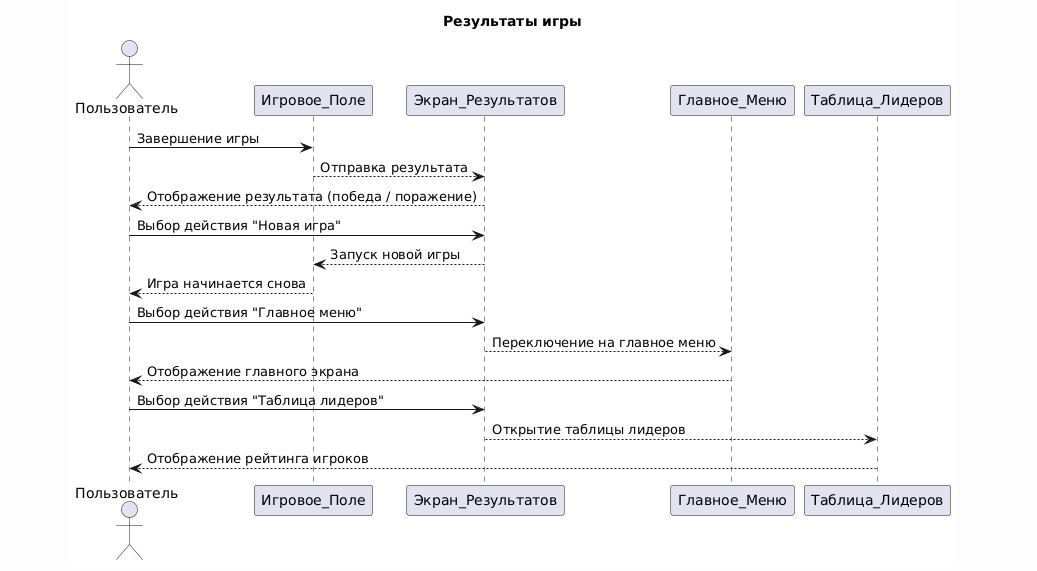 Результаты игры
Пользователь
Игровое_Поле
Экран_Результатов
Главное_Меню
Таблица_Лидеров
Завершение игры
Отправка результата
Отображение результата (победа / поражение)
Выбор действия "Новая игра"
Запуск новой игры
Игра начинается снова
Выбор действия "Главное меню"
Переключение на главное меню
Отображение главного экрана
Выбор действия "Таблица лидеров"
Открытие таблицы лидеров
Отображение рейтинга игроков
Пользователь
Игровое_Поле
Экран_Результатов
Главное_Меню
Таблица_Лидеров